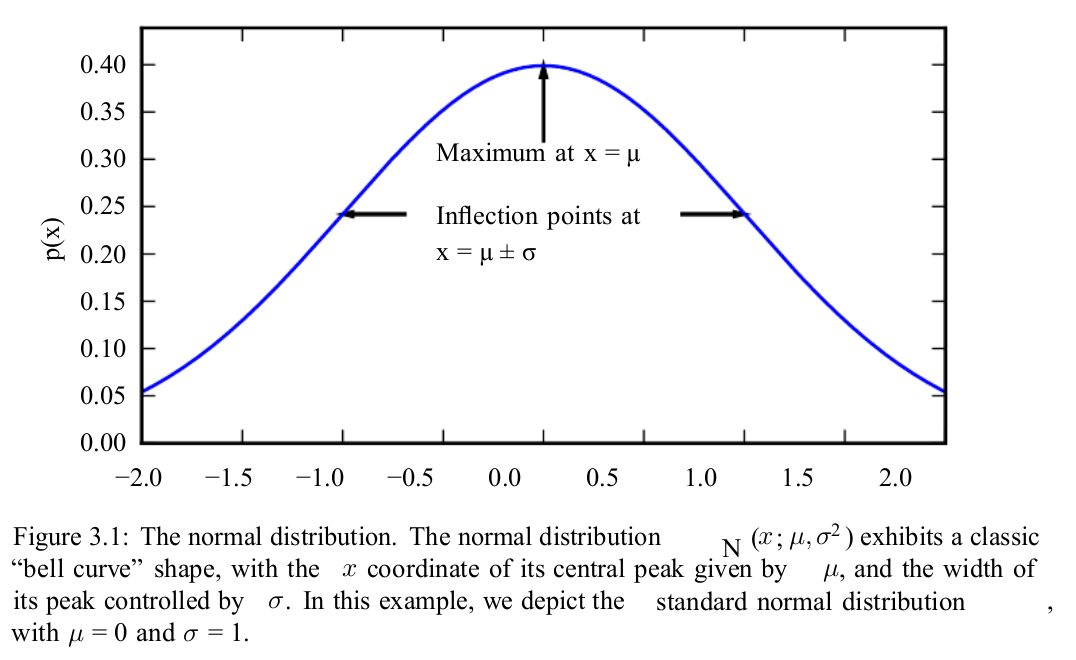 0.40
0.35
0.30
0.25
0.20
0.15
0.10
0.05
0.00
p(x)
Maximum at x = μ
Inflection points at
x = μ ± σ
−2.0 −1.5 −1.0 −0.5 0.0 0.5 1.0 1.5 2.0
Figure 3.1: The normal distribution. The normal distribution N (x; μ, σ²) exhibits a classic
“bell curve” shape, with the x coordinate of its central peak given by μ, and the width of
its peak controlled by σ. In this example, we depict the standard normal distribution ,
with μ = 0 and σ = 1.